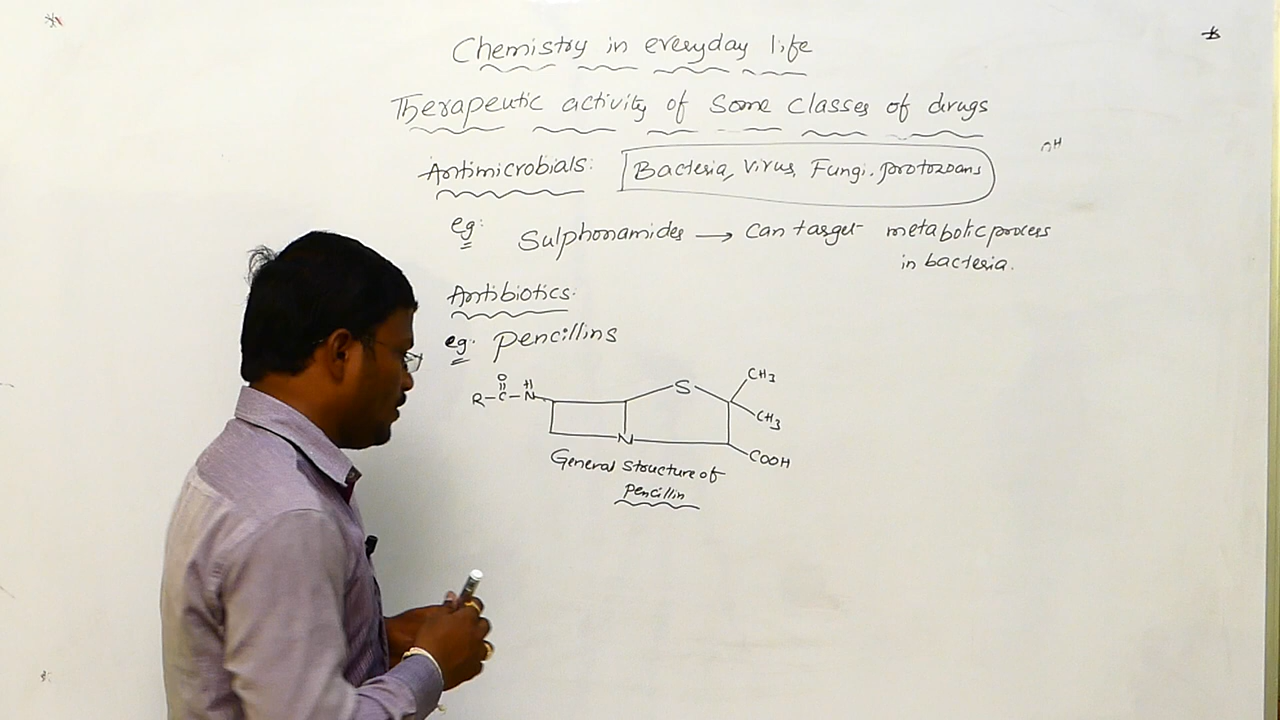 Chemistry in everyday life
Therapeutic activity of Some Classes of drugs
Antimicrobials: Bacteria, Virus, Fungi, protozoans
OH
eg: Sulphonamides → can target metabolic process
in bacteria.
Antibiotics:
eg: pencillins
O H
R-C-N
S CH3
CH3
N
COOH
General structure of
pencillin